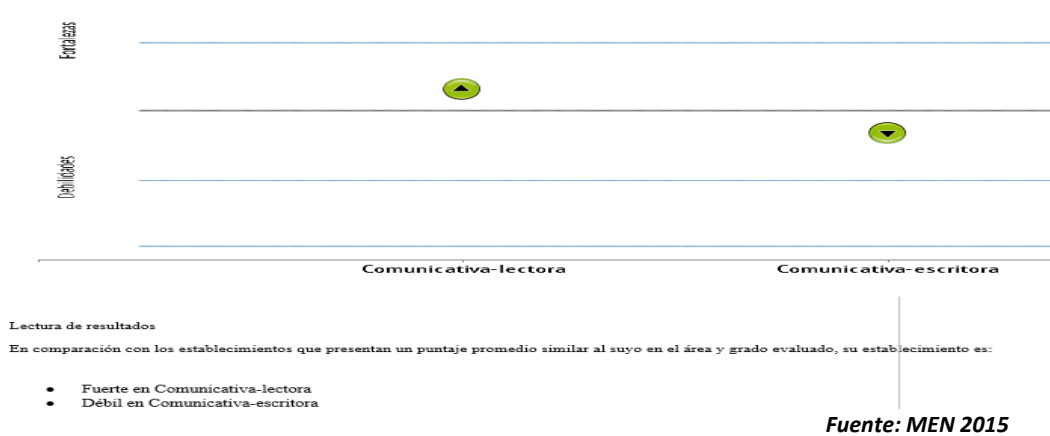 Fortalezas
Debilidades
Comunicativa-lectora
Comunicativa-escritora
Lectura de resultados
En comparación con los establecimientos que presentan un puntaje promedio similar al suyo en el área y grado evaluado, su establecimiento es:
• Fuerte en Comunicativa-lectora
• Débil en Comunicativa-escritora
Fuente: MEN 2015